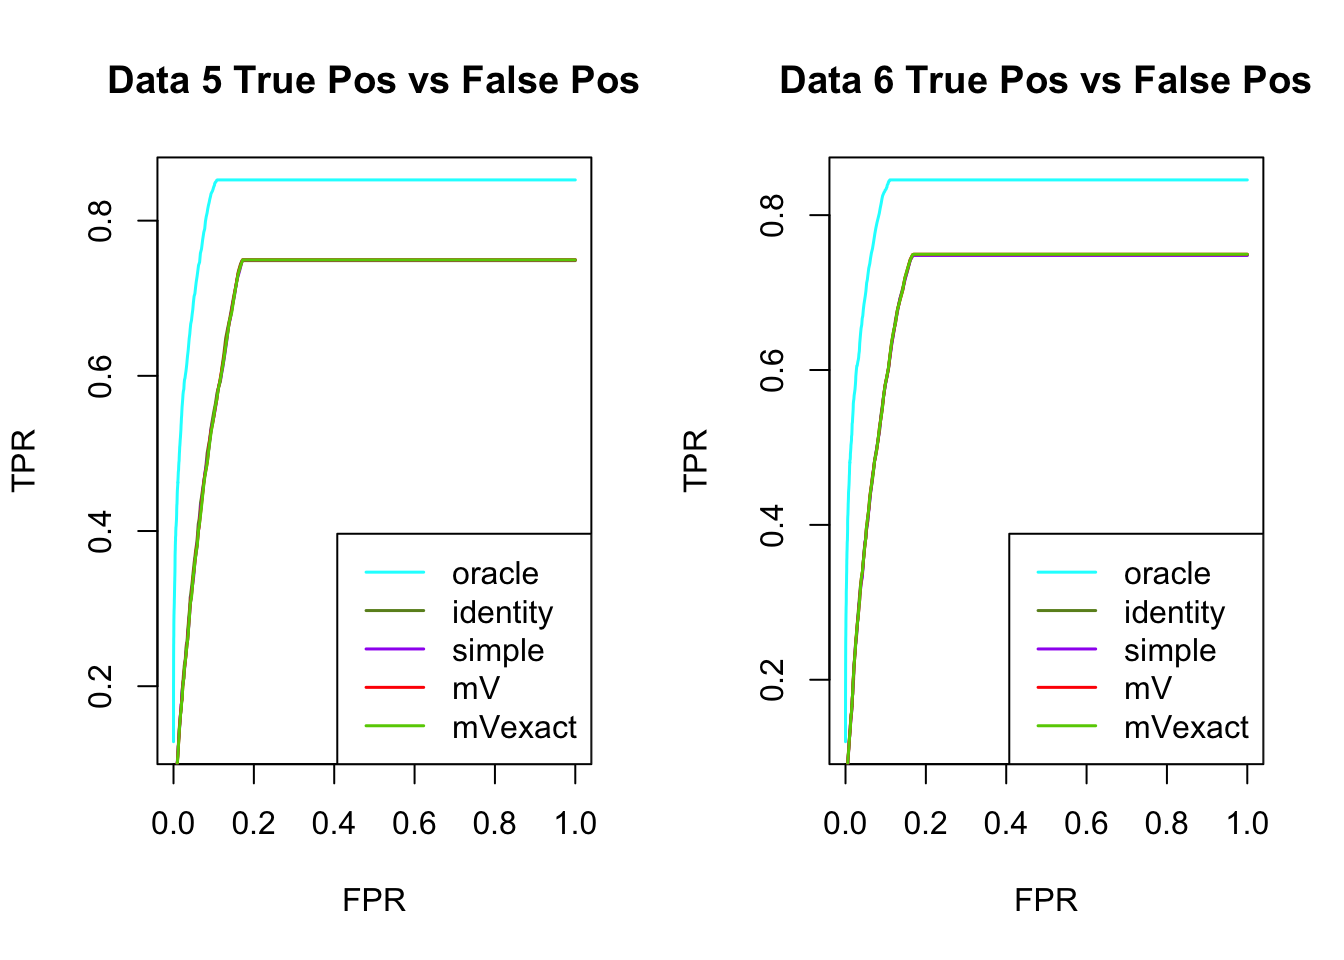 Data 5 True Pos vs False Pos
TPR
0.8
0.6
0.4
0.2
oracle
identity
simple
mV
mVexact
0.0 0.2 0.4 0.6 0.8 1.0
FPR
Data 6 True Pos vs False Pos
TPR
0.8
0.6
0.4
0.2
oracle
identity
simple
mV
mVexact
0.0 0.2 0.4 0.6 0.8 1.0
FPR